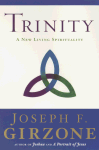 TRINITY
A NEW LIVING SPIRITUALITY
JOSEPH F.
GIRZONE
AUTHOR OF Joshua AND A Portrait of Jesus